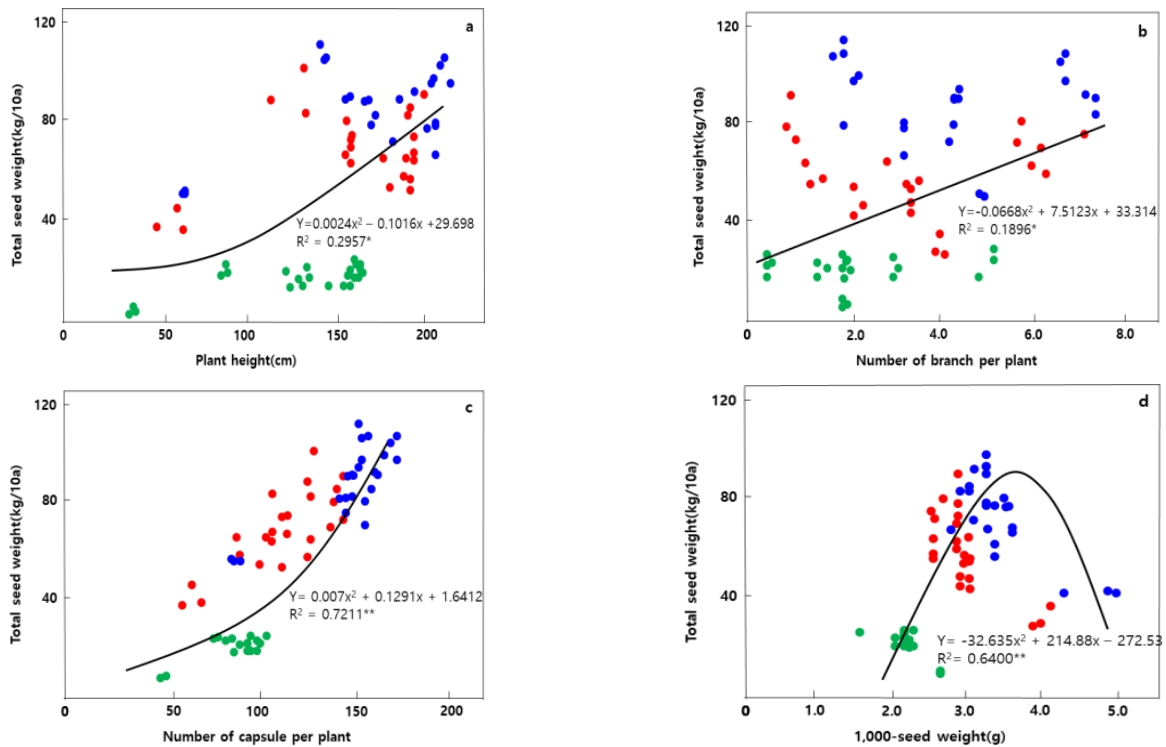 a
120
80
40
0
50
100
150
200
Total seed weight(kg/10a)
Y=0.0024x² − 0.1016x +29.698
R² = 0.2957*
Plant height(cm)
b
120
80
40
0
2.0
4.0
6.0
8.0
Total seed weight(kg/10a)
Y=-0.0668x² + 7.5123x + 33.314
R² = 0.1896*
Number of branch per plant
c
120
80
40
0
50
100
150
200
Total seed weight(kg/10a)
Y= 0.007x² + 0.1291x + 1.6412
R² = 0.7211**
Number of capsule per plant
d
120
80
40
0
1.0
2.0
3.0
4.0
5.0
Total seed weight(kg/10a)
Y= -32.635x² + 214.88x − 272.53
R²= 0.6400**
1,000-seed weight(g)